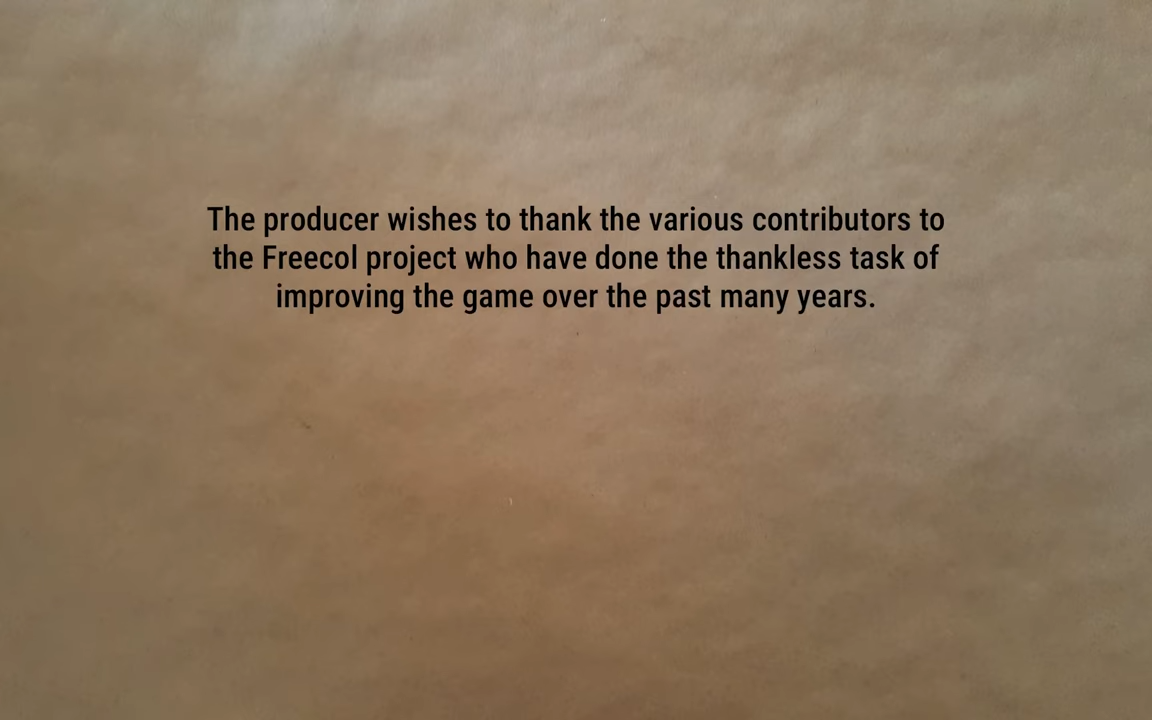 The producer wishes to thank the various contributors to
the Freecol project who have done the thankless task of
improving the game over the past many years.